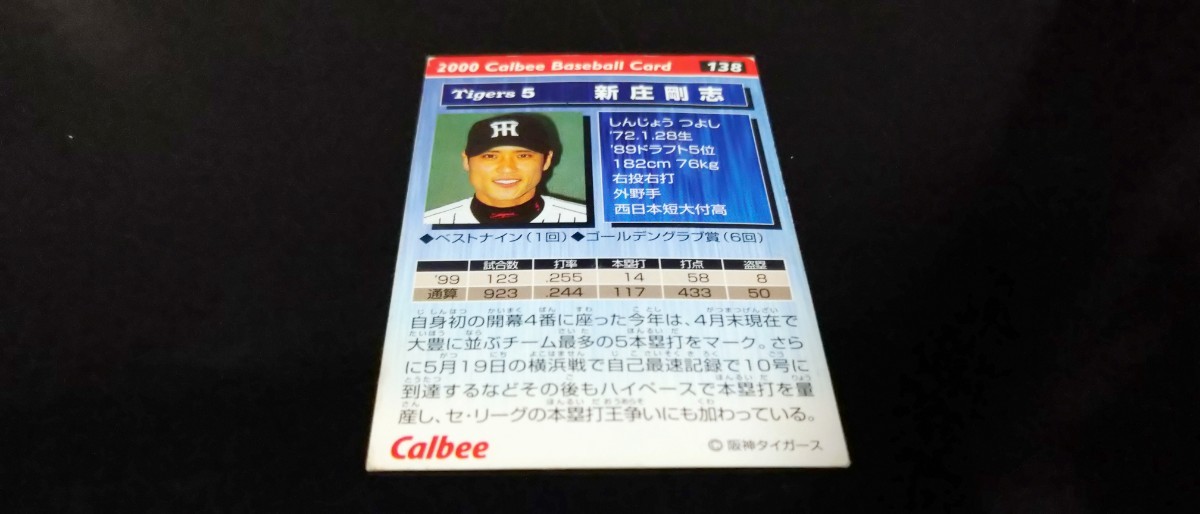 2000 Calbee Baseball Card 138
Tigers 5 新庄剛志
しんじょう つよし
'72.1.28生
'89ドラフト5位
182cm 76kg
右投右打
外野手
西日本短大付高
◆ベストナイン(1回)◆ゴールデングラブ賞(6回)
試合数 打率 本塁打 打点 盗塁
'99 123 .255 14 58 8
通算 923 .244 117 433 50
自身初の開幕4番に座った今年は、4月末現在で
大豊に並ぶチーム最多の5本塁打をマーク。さら
に5月19日の横浜戦で自己最速記録で10号に
到達するなどその後もハイペースで本塁打を量
産し、セ・リーグの本塁打王争いにも加わっている。
Calbee ©阪神タイガース